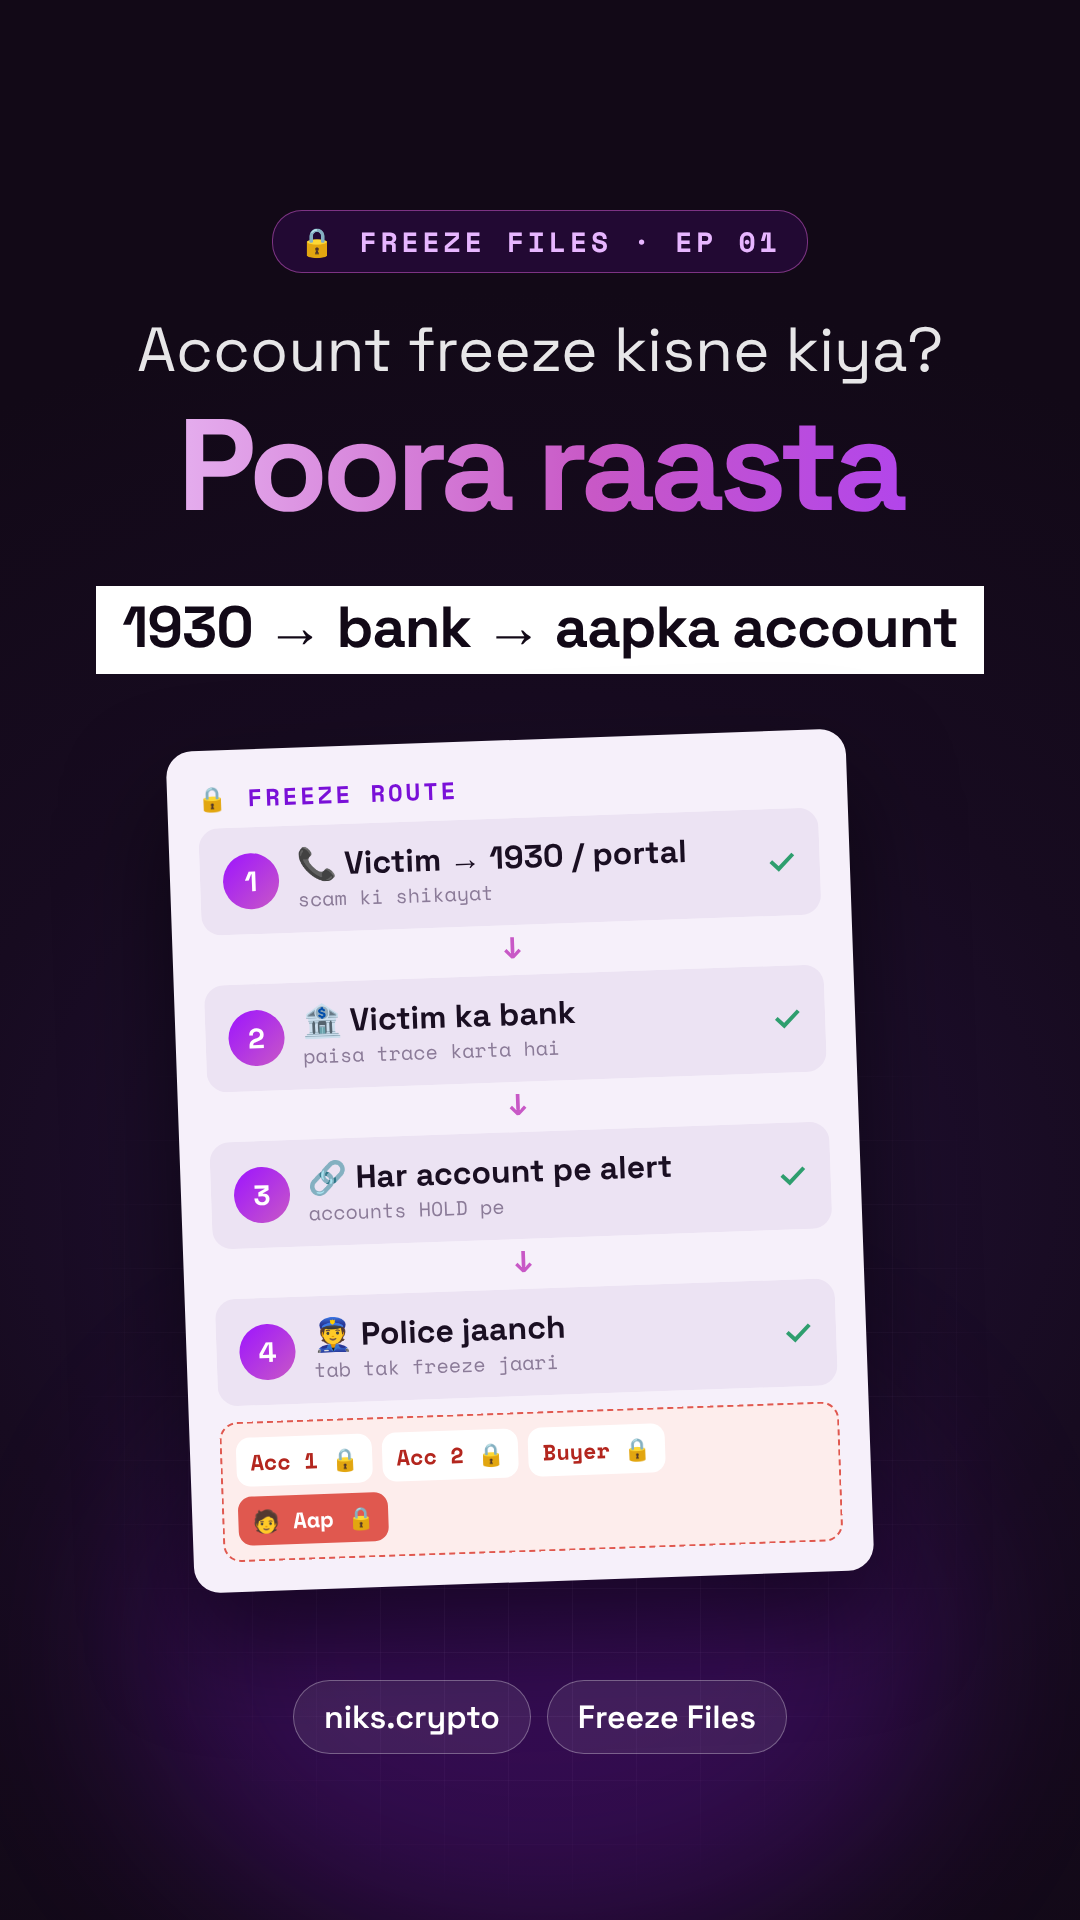 🔒 FREEZE FILES · EP 01
Account freeze kisne kiya?
Poora raasta
1930 → bank → aapka account
🔒 FREEZE ROUTE
1 📞 Victim → 1930 / portal ✓
scam ki shikayat
↓
2 🏦 Victim ka bank ✓
paisa trace karta hai
↓
3 🔗 Har account pe alert ✓
accounts HOLD pe
↓
4 👮 Police jaanch ✓
tab tak freeze jaari
Acc 1 🔒 Acc 2 🔒 Buyer 🔒
🧑 Aap 🔒
niks.crypto Freeze Files